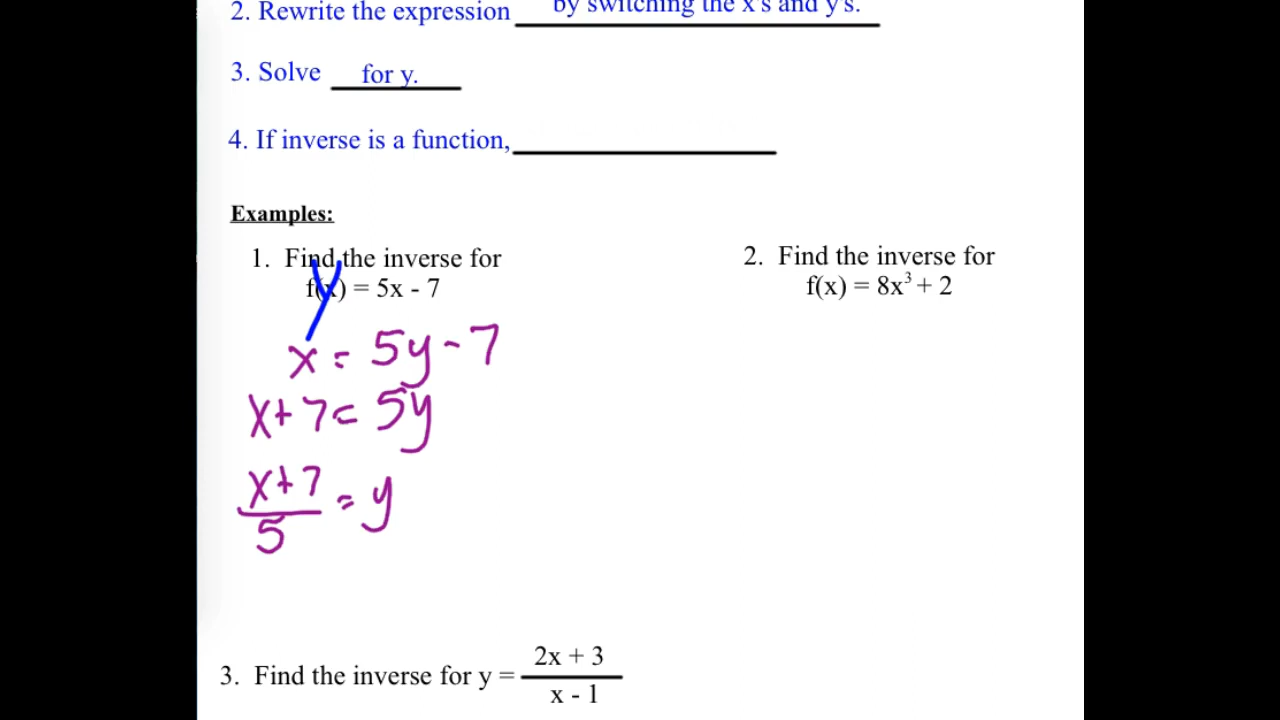 2. Rewrite the expression by switching the x's and y's.
3. Solve for y.
4. If inverse is a function,
Examples:
1. Find the inverse for
f(x) = 5x - 7
y
x = 5y - 7
x + 7 = 5y
x + 7
5
= y
2. Find the inverse for
f(x) = 8x³ + 2
3. Find the inverse for y =
2x + 3
x - 1